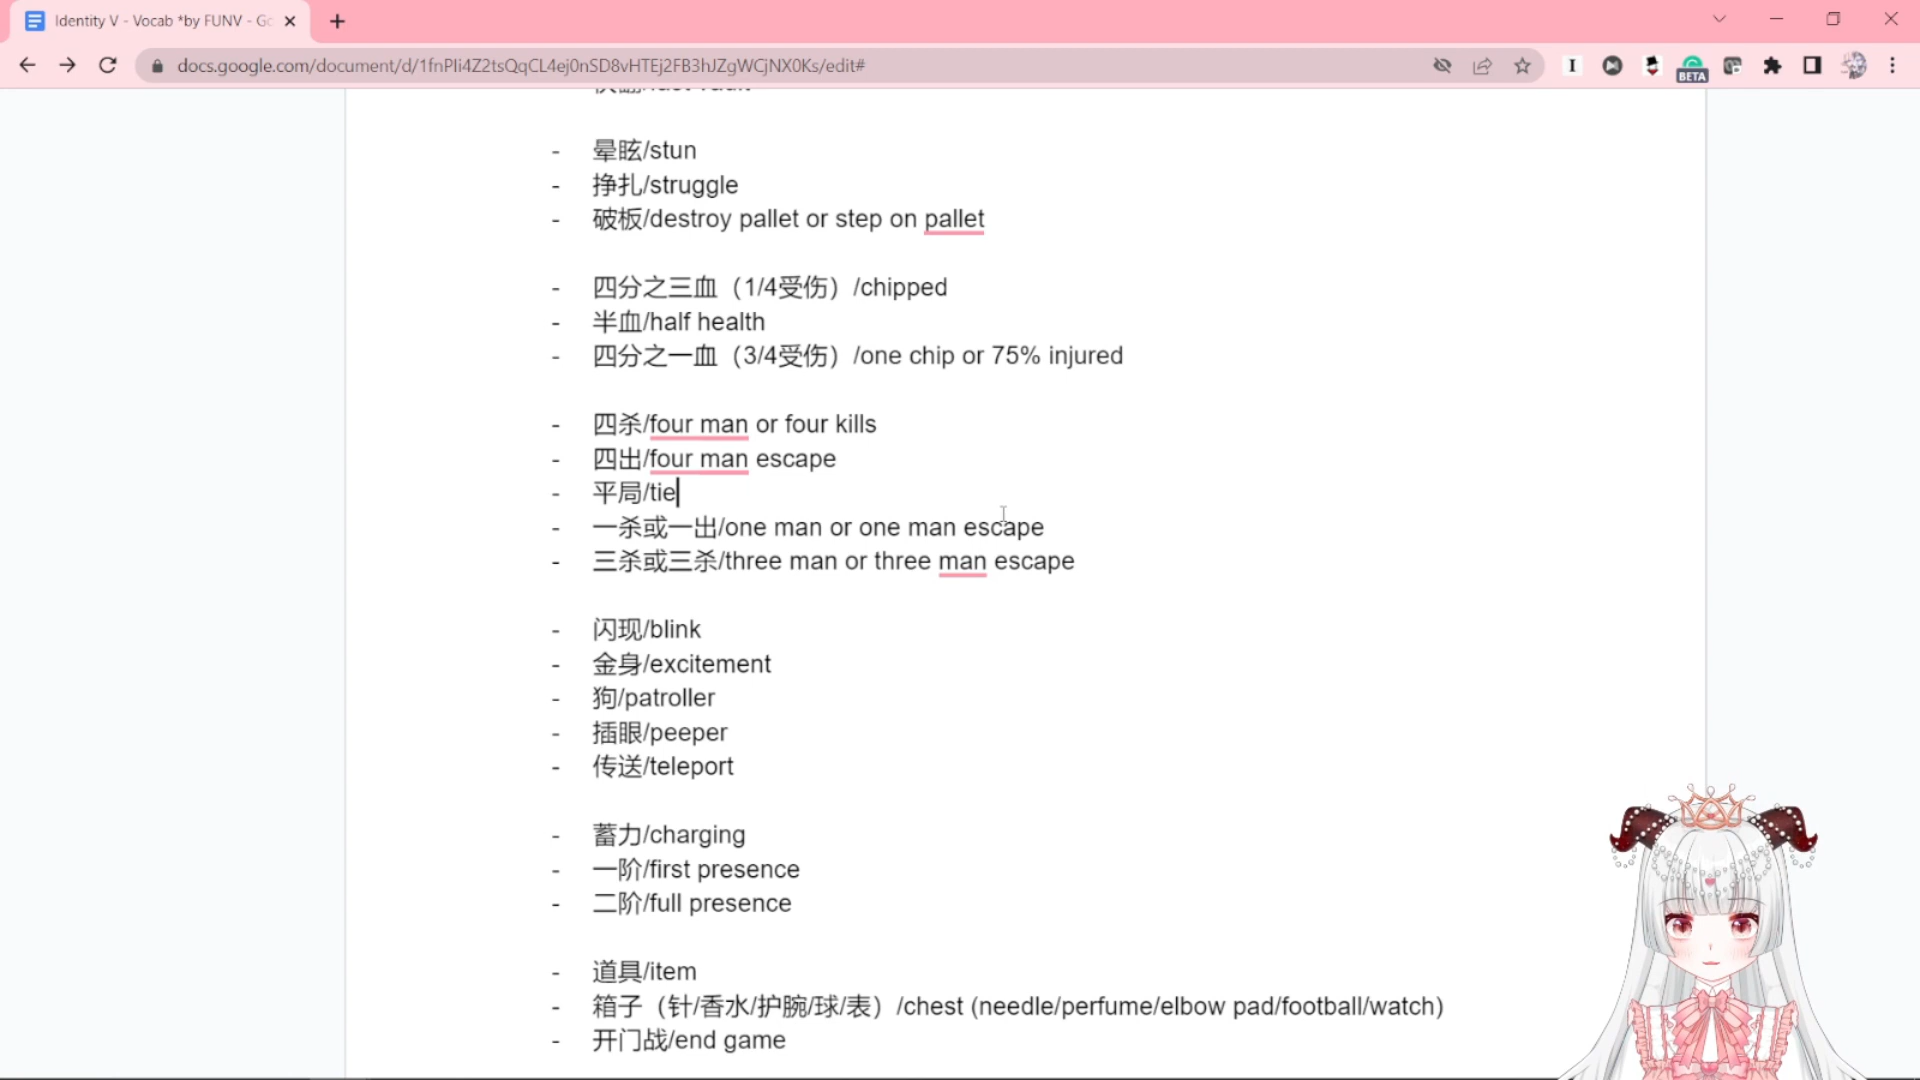 Identity V - Vocab *by FUNV - Go
docs.google.com/document/d/1fnPIi4Z2tsQqCL4ej0nSD8vHTEj2FB3hJZgWCjNX0Ks/edit#
BETA
- 晕眩/stun
- 挣扎/struggle
- 破板/destroy pallet or step on pallet
- 四分之三血（1/4受伤）/chipped
- 半血/half health
- 四分之一血（3/4受伤）/one chip or 75% injured
- 四杀/four man or four kills
- 四出/four man escape
- 平局/tie
- 一杀或一出/one man or one man escape
- 三杀或三杀/three man or three man escape
- 闪现/blink
- 金身/excitement
- 狗/patroller
- 插眼/peeper
- 传送/teleport
- 蓄力/charging
- 一阶/first presence
- 二阶/full presence
- 道具/item
- 箱子（针/香水/护腕/球/表）/chest (needle/perfume/elbow pad/football/watch)
- 开门战/end game